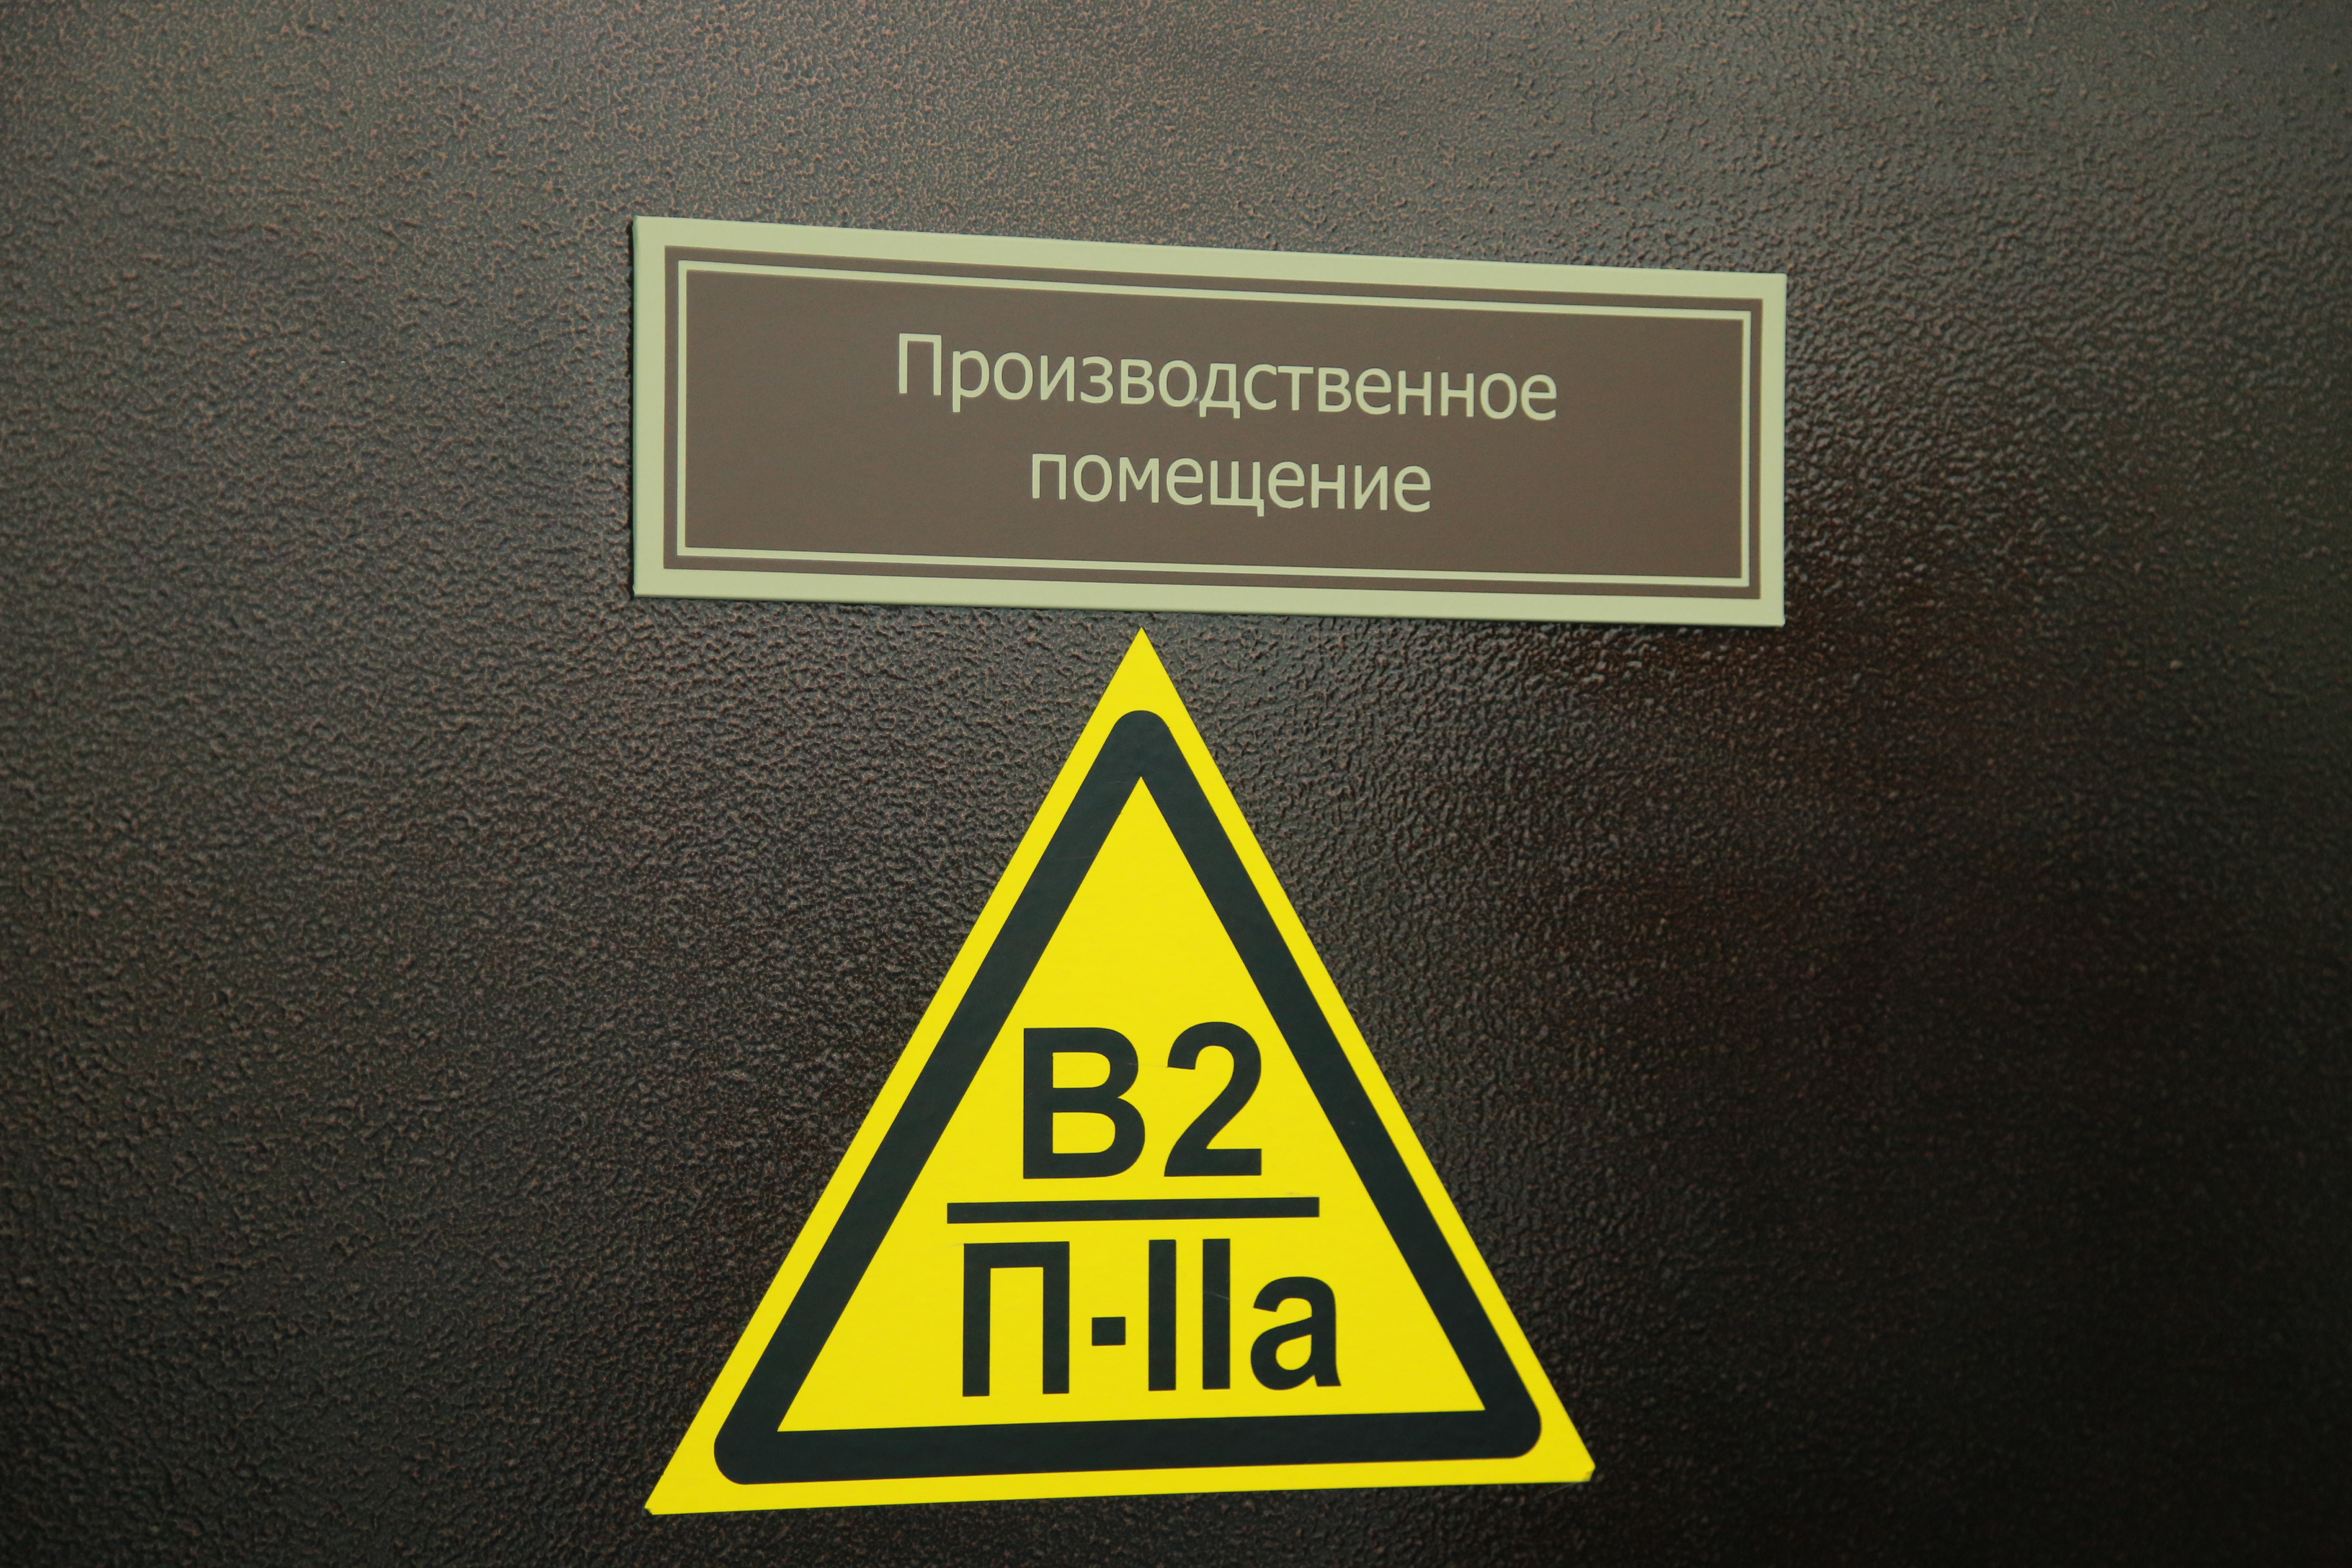 Производственное
помещение
В2
П-IIа